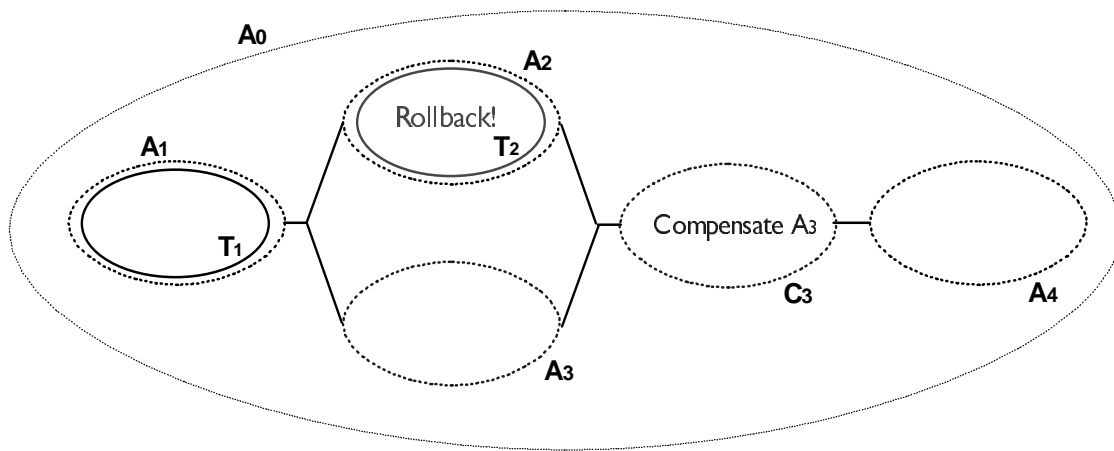 A0
A2
Rollback!
T2
A1
T1
Compensate A3
C3
A4
A3